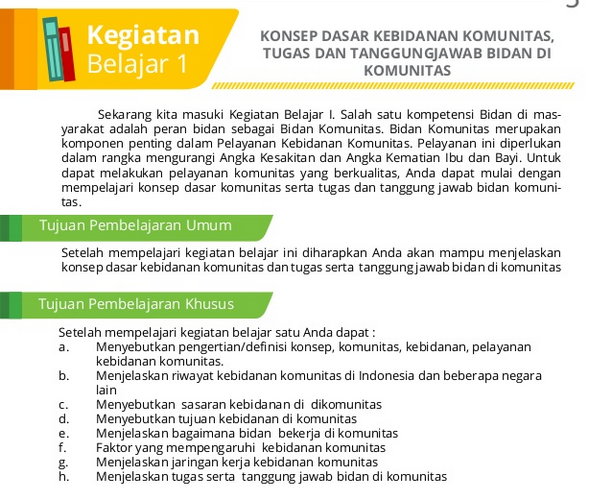 Kegiatan
Belajar 1
KONSEP DASAR KEBIDANAN KOMUNITAS,
TUGAS DAN TANGGUNGJAWAB BIDAN DI
KOMUNITAS
Sekarang kita masuki Kegiatan Belajar I. Salah satu kompetensi Bidan di mas-
yarakat adalah peran bidan sebagai Bidan Komunitas. Bidan Komunitas merupakan
komponen penting dalam Pelayanan Kebidanan Komunitas. Pelayanan ini diperlukan
dalam rangka mengurangi Angka Kesakitan dan Angka Kematian Ibu dan Bayi. Untuk
dapat melakukan pelayanan komunitas yang berkualitas, Anda dapat mulai dengan
mempelajari konsep dasar komunitas serta tugas dan tanggung jawab bidan komuni-
tas.
Tujuan Pembelajaran Umum
Setelah mempelajari kegiatan belajar ini diharapkan Anda akan mampu menjelaskan
konsep dasar kebidanan komunitas dan tugas serta tanggung jawab bidan di komunitas
Tujuan Pembelajaran Khusus
Setelah mempelajari kegiatan belajar satu Anda dapat :
a. Menyebutkan pengertian/definisi konsep, komunitas, kebidanan, pelayanan
kebidanan komunitas.
b. Menjelaskan riwayat kebidanan komunitas di Indonesia dan beberapa negara
lain
c. Menyebutkan sasaran kebidanan di dikomunitas
d. Menyebutkan tujuan kebidanan di komunitas
e. Menjelaskan bagaimana bidan bekerja di komunitas
f. Faktor yang mempengaruhi kebidanan komunitas
g. Menjelaskan jaringan kerja kebidanan komunitas
h. Menjelaskan tugas serta tanggung jawab bidan di komunitas